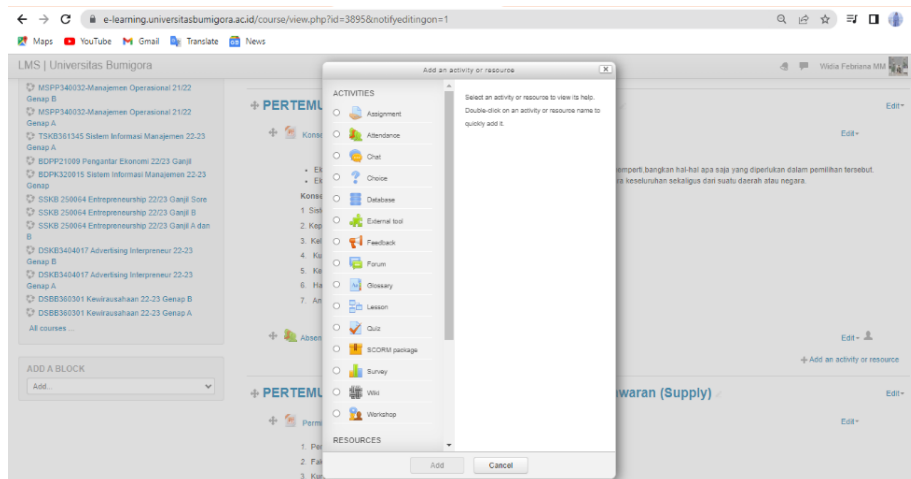 e-learning.universitasbumigora.ac.id/course/view.php?id=3895&notifyeditingon=1
Maps YouTube Gmail Translate News
LMS | Universitas Bumigora
Widia Febriana MM
MSPP340032-Manajemen Operasional 21/22
Genap B
MSPP340032-Manajemen Operasional 21/22
Genap A
TSKB361345 Sistem Informasi Manajemen 22-23
Genap A
BDPP21009 Pengantar Ekonomi 22/23 Ganjil
BDPK320015 Sistem Informasi Manajemen 22-23
Genap
SSKB 250064 Entrepreneurship 22/23 Ganjil Sore
SSKB 250064 Entrepreneurship 22/23 Ganjil B
SSKB 250064 Entrepreneurship 22/23 Ganjil A dan
B
DSKB3404017 Advertising Interpreneur 22-23
Genap B
DSKB3404017 Advertising Interpreneur 22-23
Genap A
DSBB360301 Kewirausahaan 22-23 Genap B
DSBB360301 Kewirausahaan 22-23 Genap A
All courses ...
ADD A BLOCK
Add...
PERTEMU
Edit
Kons
Edit
memperti,bangkan hal-hal apa saja yang diperlukan dalam pemilihan tersebut.
ra keseluruhan sekaligus dari suatu daerah atau negara.
Konse
1 Sist
2. Kep
3. Kel
4. Ku
5. Ke
6. Ha
7. An
Absen
Edit
Add an activity or resource
PERTEMU
waran (Supply)
Edit
Perm
Edit
1. Per
2. Fak
3. Kur
Add an activity or resource
ACTIVITIES
Assignment
Attendance
Chat
Choice
Database
External tool
Feedback
Forum
Glossary
Lesson
Quiz
SCORM package
Survey
Wiki
Workshop
RESOURCES
Select an activity or resource to view its help.
Double-click on an activity or resource name to
quickly add it.
Add
Cancel